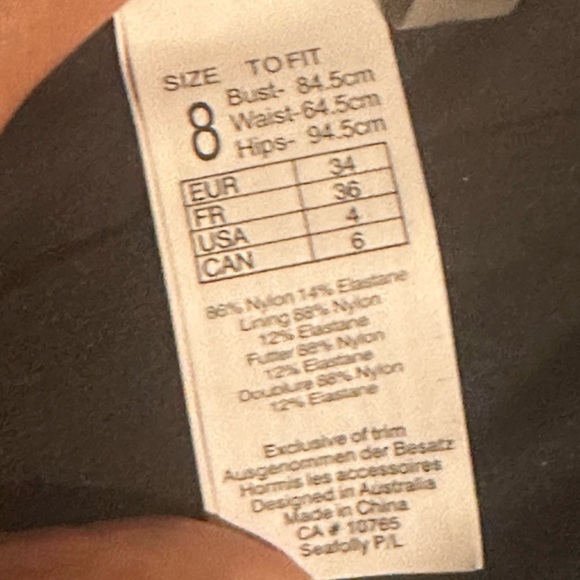 SIZE TO FIT
8 Bust- 84.5cm
Waist-64.5cm
Hips- 94.5cm
EUR 34
FR 36
USA 4
CAN 6
86% Nylon 14% Elastane
Lining 88% Nylon
12% Elastane
Futter 88% Nylon
12% Elastane
Doublure 88% Nylon
12% Elastane
Exclusive of trim
Ausgenommen der Besatz
Hormis les accessoires
Designed in Australia
Made in China
CA # 10765
Seafolly P/L